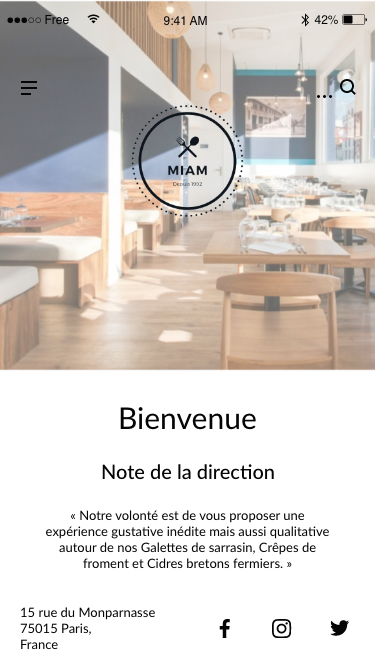 Free 9:41 AM 42%
...
MIAM
Depuis 1992
Bienvenue
Note de la direction
« Notre volonté est de vous proposer une
expérience gustative inédite mais aussi qualitative
autour de nos Galettes de sarrasin, Crêpes de
froment et Cidres bretons fermiers. »
15 rue du Monparnasse
75015 Paris,
France